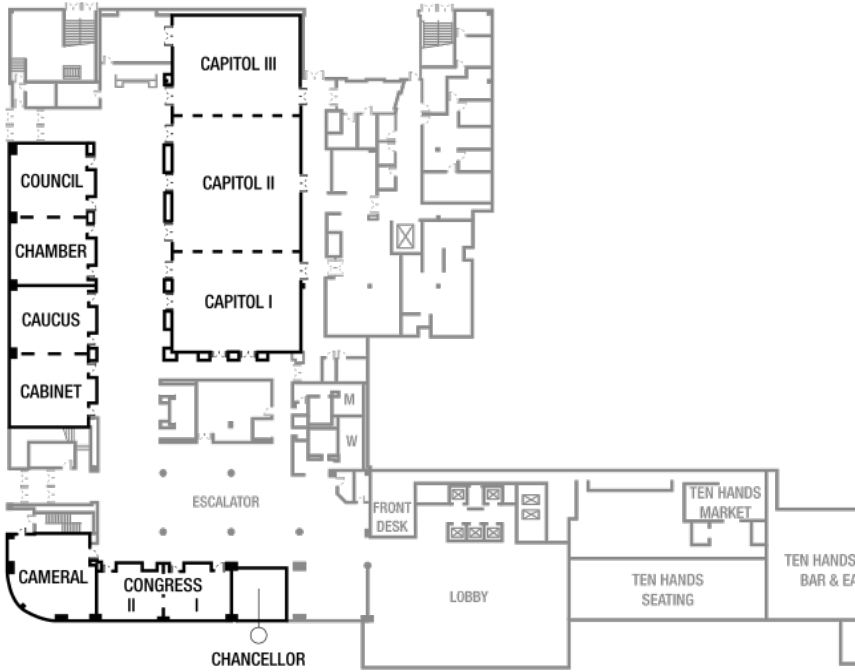 CAPITOL III
COUNCIL
CAPITOL II
CHAMBER
CAPITOL I
CAUCUS
CABINET
M
W
ESCALATOR
FRONT
DESK
TEN HANDS
MARKET
CAMERAL
CONGRESS
II I
LOBBY
TEN HANDS
SEATING
TEN HANDS
BAR & EA
CHANCELLOR